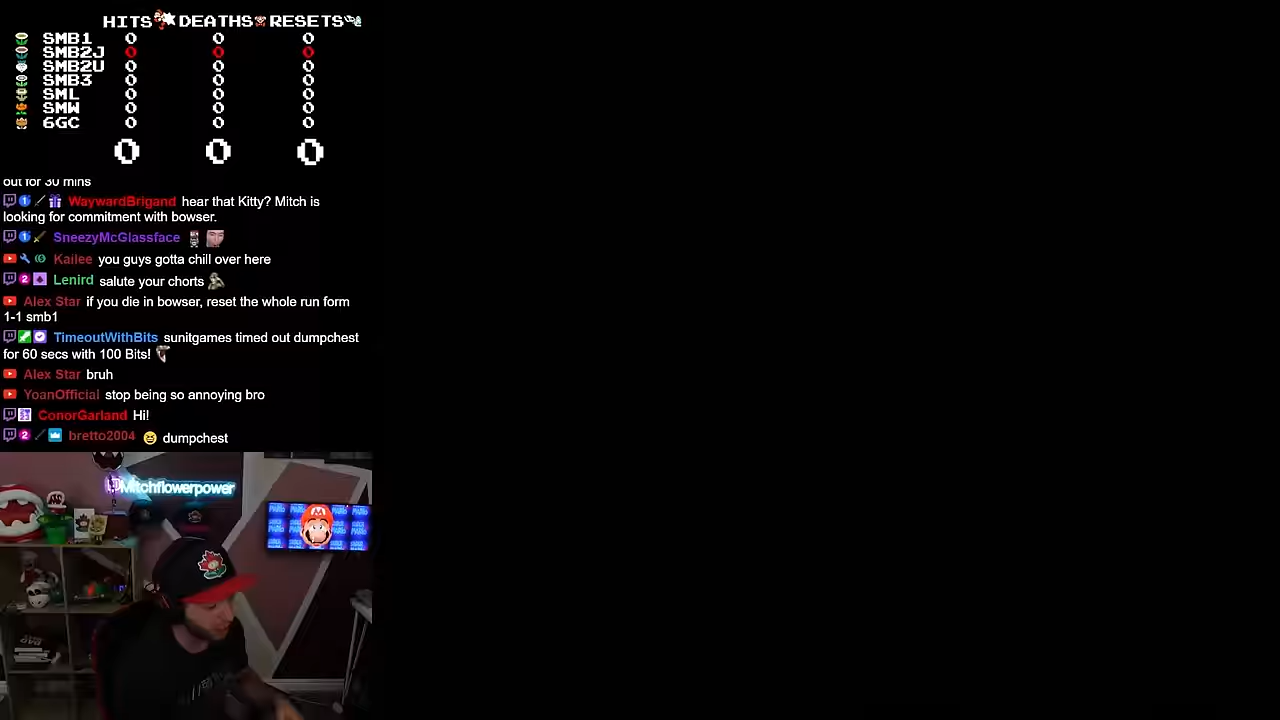 HITS DEATHS RESETS
SMB1 0 0 0
SMB2J 0 0 0
SMB2U 0 0 0
SMB3 0 0 0
SML 0 0 0
SMW 0 0 0
6GC 0 0 0
0 0 0
out for 30 mins
WaywardBrigand hear that Kitty? Mitch is
looking for commitment with bowser.
SneezyMcGlassface
Kailee you guys gotta chill over here
Lenird salute your chorts
Alex Star if you die in bowser, reset the whole run form
1-1 smb1
TimeoutWithBits sunitgames timed out dumpchest
for 60 secs with 100 Bits!
Alex Star bruh
YoanOfficial stop being so annoying bro
ConorGarland Hi!
bretto2004 dumpchest
Mitchflowerpower